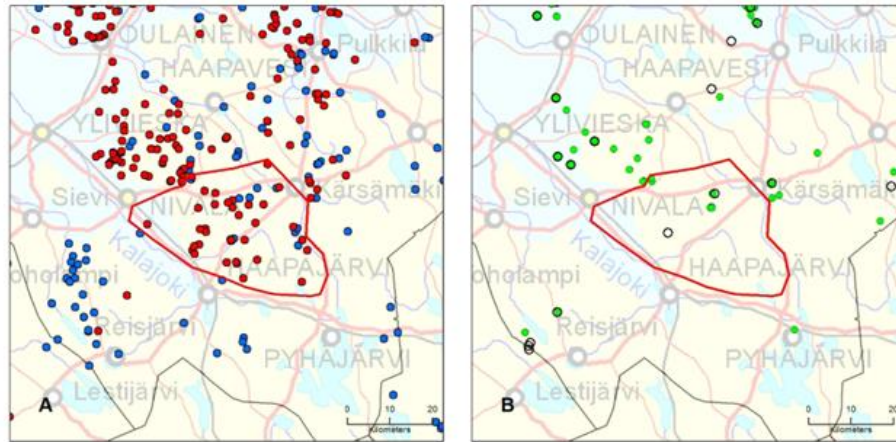 OULAINEN
Pulkkila
HAAPAVESI
YLIVIESKA
Sievi
NIVALA
Kärsämäki
Kalajoki
HAAPAJÄRVI
oholampi
Reisjärvi
PYHÄJÄRVI
Lestijärvi
A
0 10 20
Kilometers
OULAINEN
Pulkkila
HAAPAVESI
YLIVIESKA
Sievi
NIVALA
Kärsämäki
Kalajoki
HAAPAJÄRVI
oholampi
Reisjärvi
PYHÄJÄRVI
Lestijärvi
B
0 10 20
Kilometers